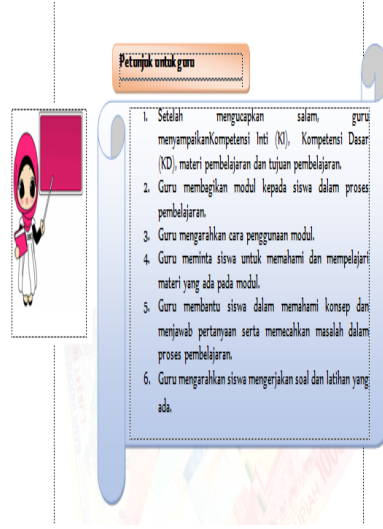 Petunjuk untuk guru
1. Setelah mengucapkan salam, guru
menyampaikanKompetensi Inti (KI), Kompetensi Dasar
(KD), materi pembelajaran dan tujuan pembelajaran.
2. Guru membagikan modul kepada siswa dalam proses
pembelajaran.
3. Guru mengarahkan cara penggunaan modul.
4. Guru meminta siswa untuk memahami dan mempelajari
materi yang ada pada modul.
5. Guru membantu siswa dalam memahami konsep dan
menjawab pertanyaan serta memecahkan masalah dalam
proses pembelajaran.
6. Guru mengarahkan siswa mengerjakan soal dan latihan yang
ada.